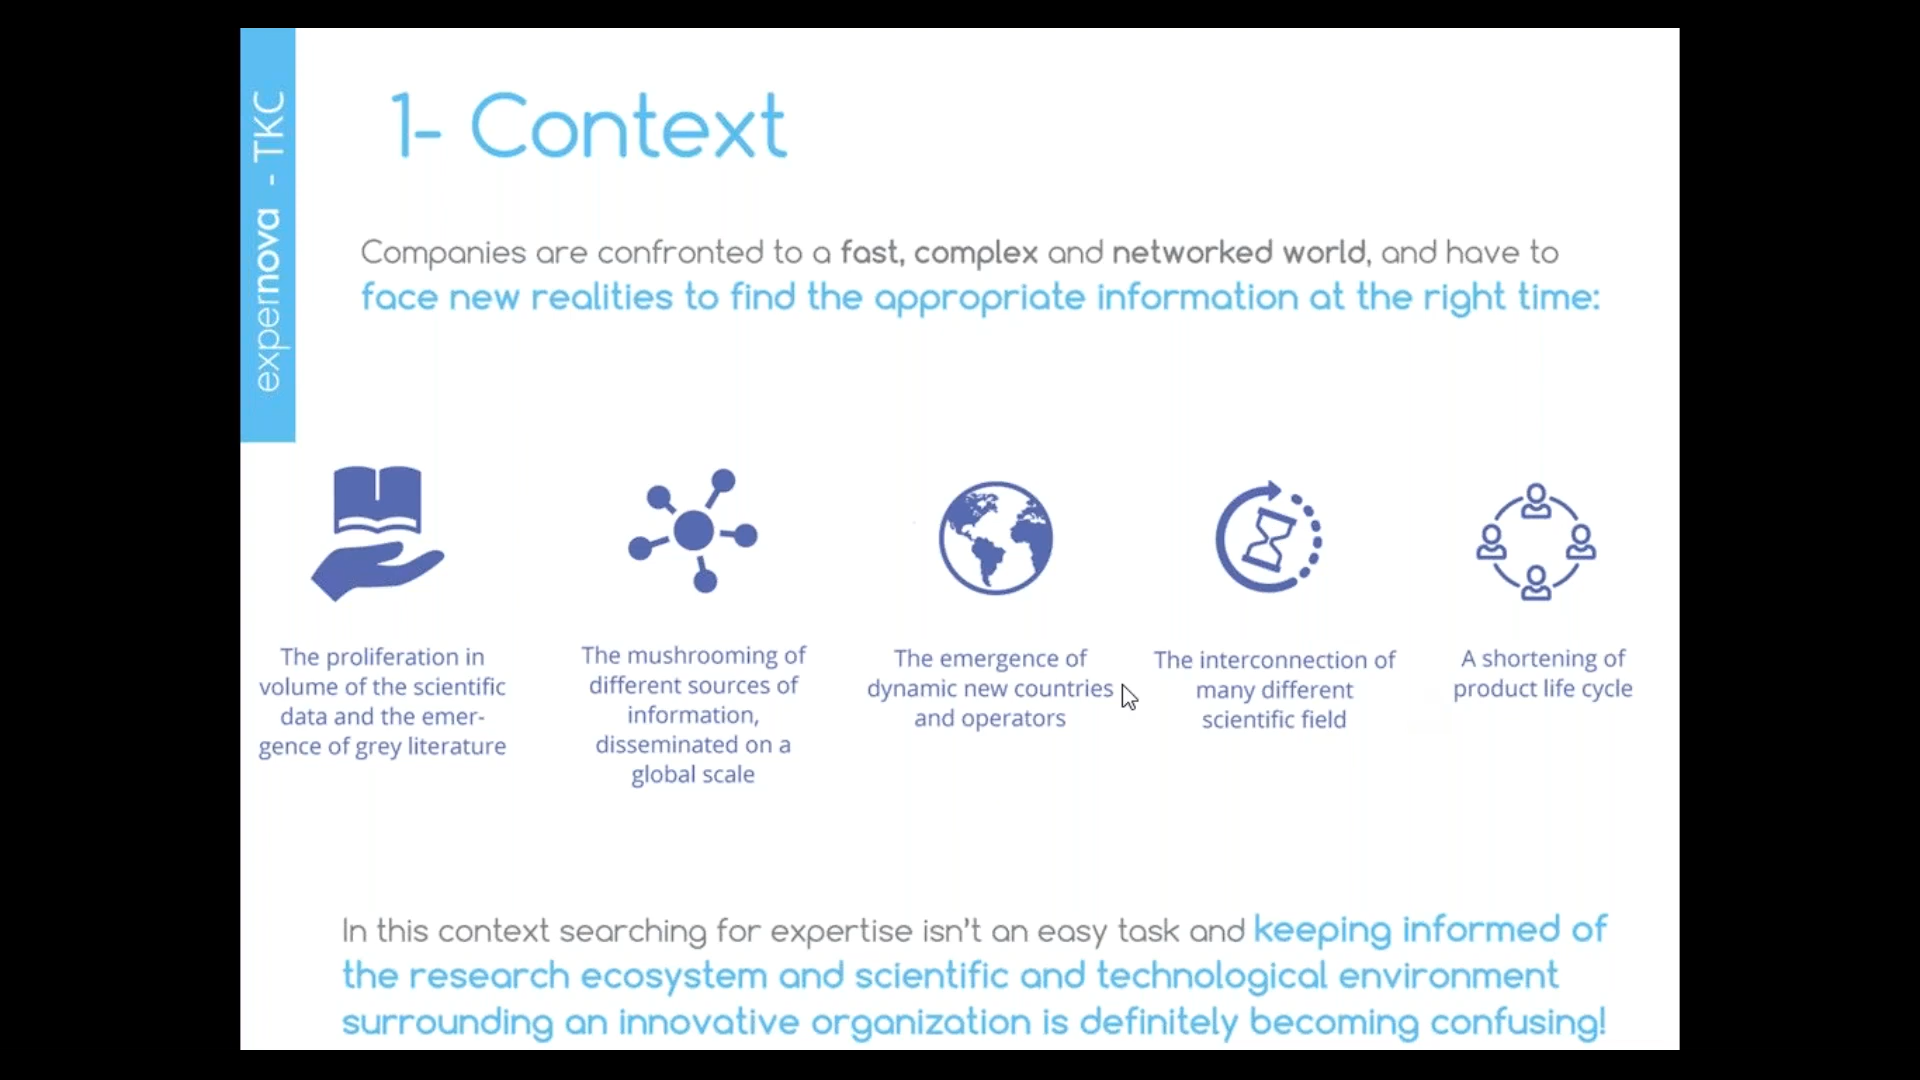 expernova - TKC
1- Context
Companies are confronted to a fast, complex and networked world, and have to
face new realities to find the appropriate information at the right time:
The proliferation in
volume of the scientific
data and the emer-
gence of grey literature
The mushrooming of
different sources of
information,
disseminated on a
global scale
The emergence of
dynamic new countries
and operators
The interconnection of
many different
scientific field
A shortening of
product life cycle
In this context searching for expertise isn't an easy task and keeping informed of
the research ecosystem and scientific and technological environment
surrounding an innovative organization is definitely becoming confusing!